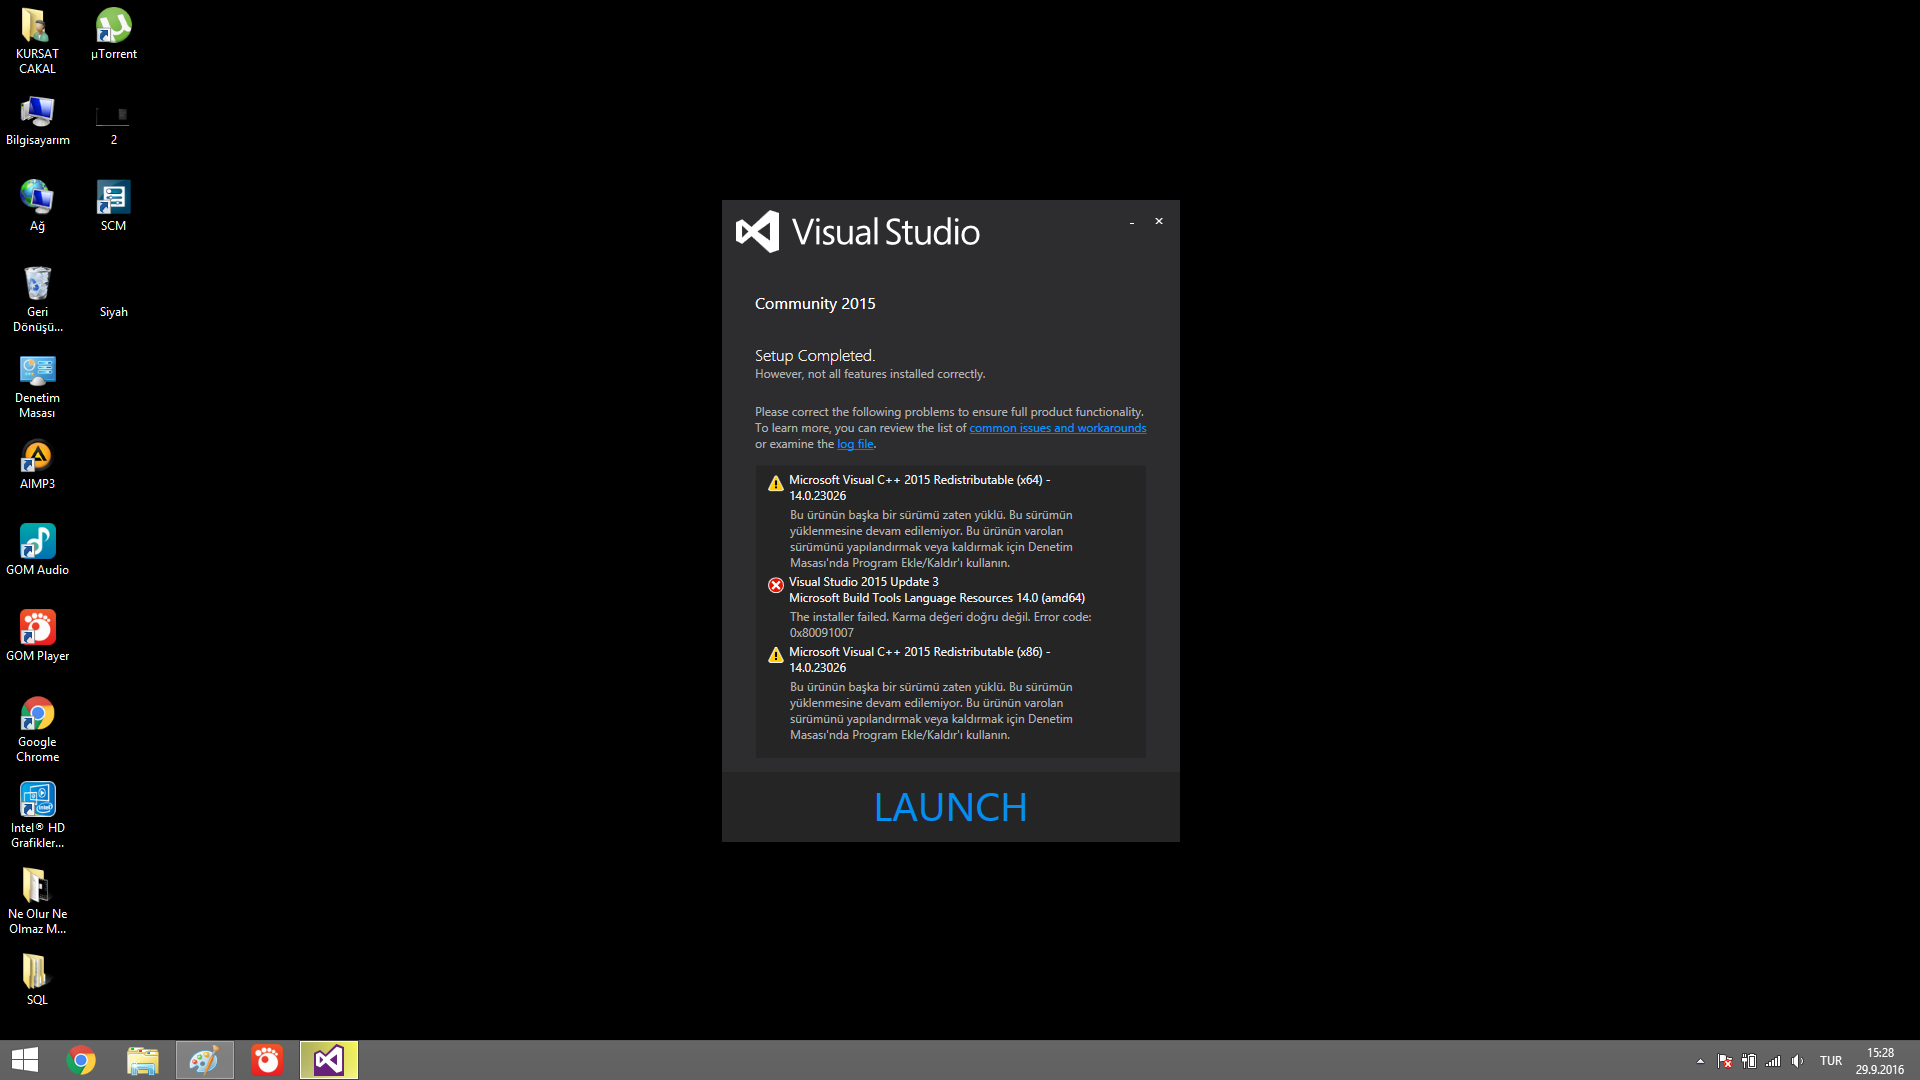 KURSAT
CAKAL
µTorrent
Bilgisayarım
2
Ağ
SCM
Geri
Dönüşü...
Siyah
Denetim
Masası
AIMP3
GOM Audio
GOM Player
Google
Chrome
Intel® HD
Grafikler...
Ne Olur Ne
Olmaz M...
SQL
Visual Studio
Community 2015
Setup Completed.
However, not all features installed correctly.
Please correct the following problems to ensure full product functionality.
To learn more, you can review the list of common issues and workarounds
or examine the log file.
Microsoft Visual C++ 2015 Redistributable (x64) -
14.0.23026
Bu ürünün başka bir sürümü zaten yüklü. Bu sürümün
yüklenmesine devam edilemiyor. Bu ürünün varolan
sürümünü yapılandırmak veya kaldırmak için Denetim
Masası'nda Program Ekle/Kaldır'ı kullanın.
Visual Studio 2015 Update 3
Microsoft Build Tools Language Resources 14.0 (amd64)
The installer failed. Karma değeri doğru değil. Error code:
0x80091007
Microsoft Visual C++ 2015 Redistributable (x86) -
14.0.23026
Bu ürünün başka bir sürümü zaten yüklü. Bu sürümün
yüklenmesine devam edilemiyor. Bu ürünün varolan
sürümünü yapılandırmak veya kaldırmak için Denetim
Masası'nda Program Ekle/Kaldır'ı kullanın.
LAUNCH
TUR
15:28
29.9.2016